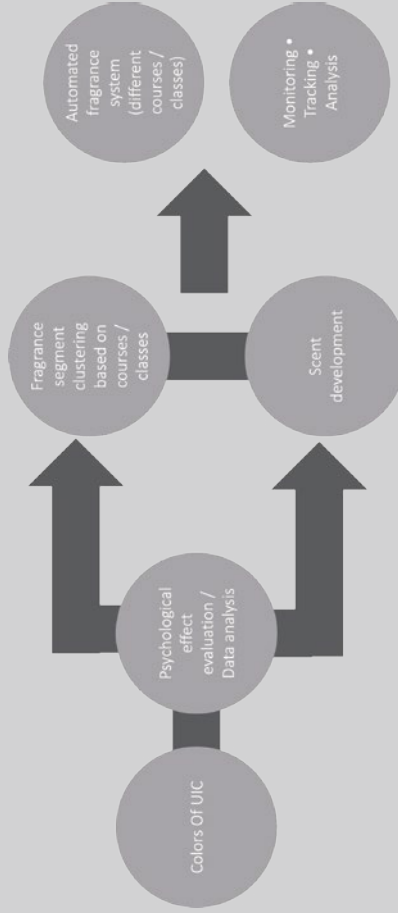 Colors Of UIC
Psychological
effect
evaluation /
Data analysis
Fragrance
segment
clustering
based on
courses /
classes
Scent
development
Automated
fragrance
system
(different
courses /
classes)
Monitoring •
Tracking •
Analysis